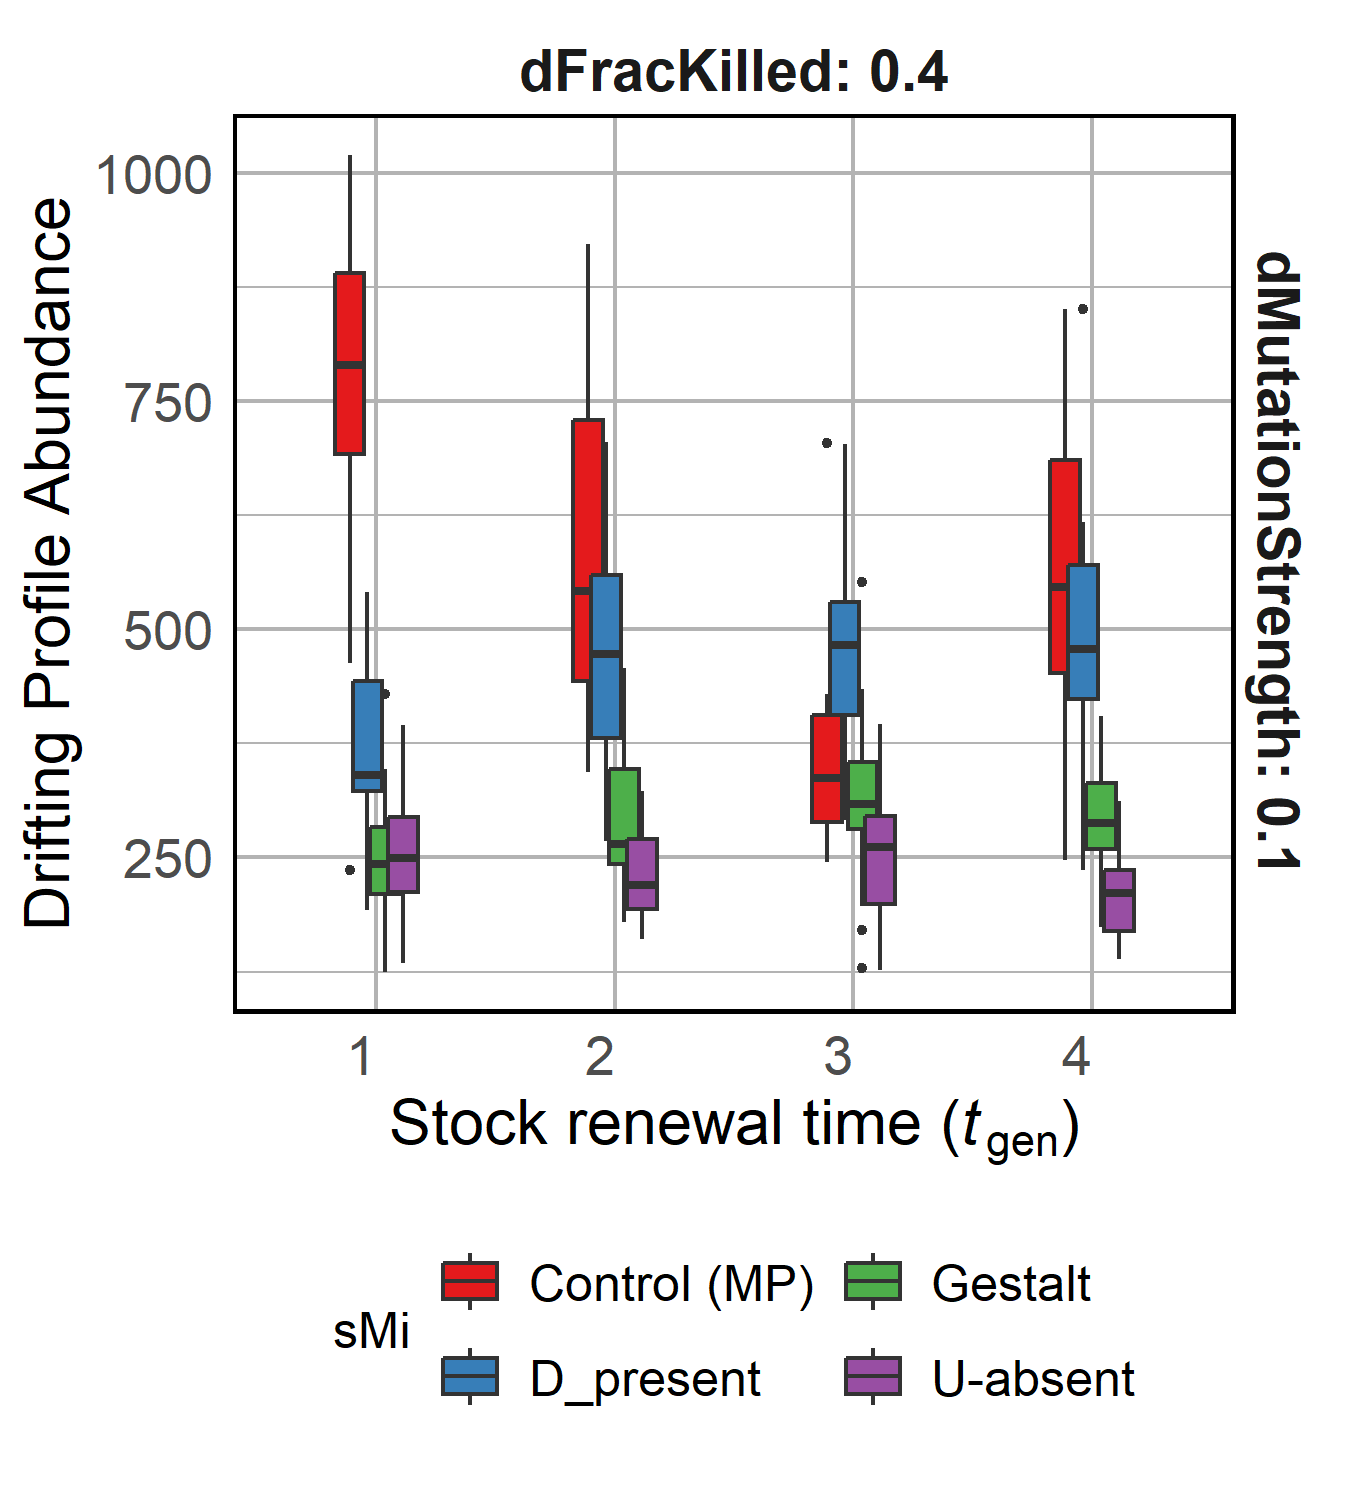 dFracKilled: 0.4
Drifting Profile Abundance
1000
750
500
250
dMutationStrength: 0.1
1 2 3 4
Stock renewal time (t gen)
sMi
Control (MP)
Gestalt
D_present
U-absent